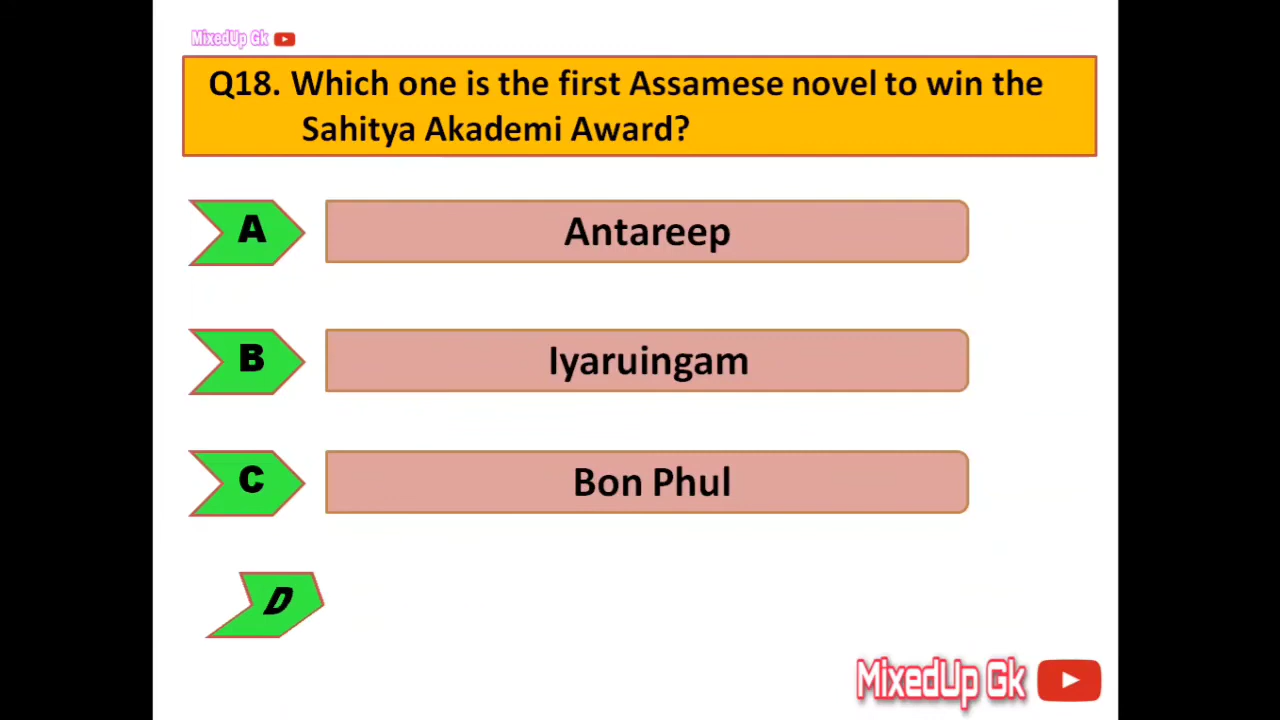 MixedUp Gk
Q18. Which one is the first Assamese novel to win the
Sahitya Akademi Award?
A
Antareep
B
Iyaruingam
C
Bon Phul
D
MixedUp Gk